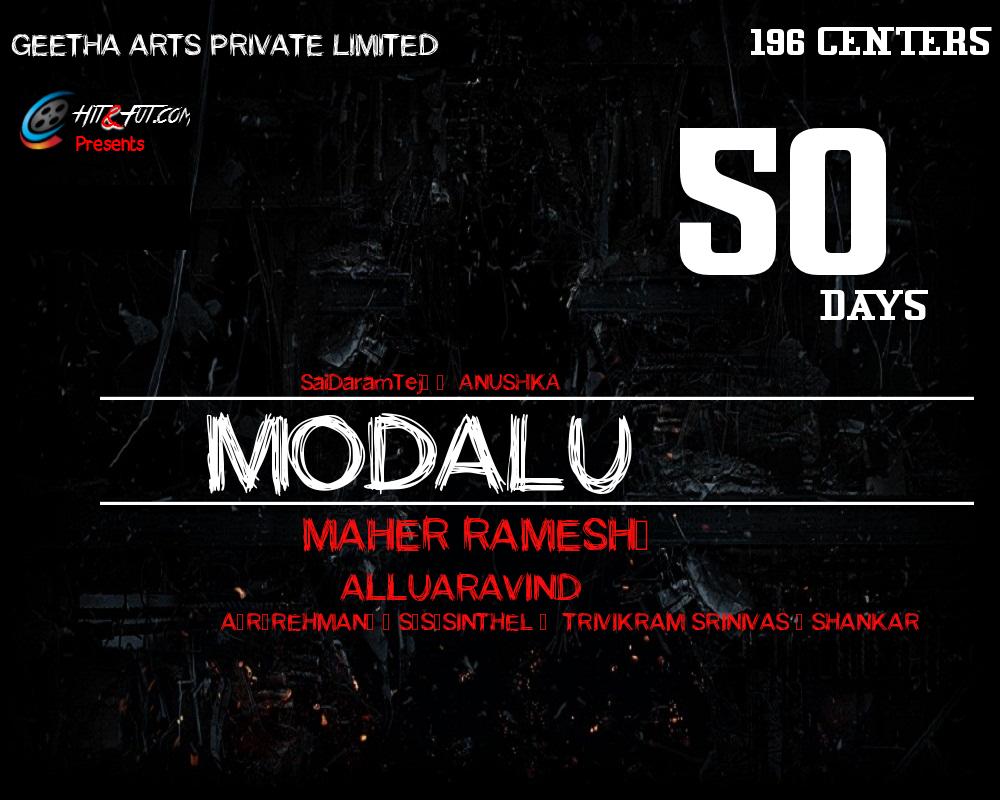 GEETHA ARTS PRIVATE LIMITED
196 CENTERS
HIT&FUT.COM
Presents
50
DAYS
SaiDaramTej□ □ ANUSHKA
MODALU
MAHER RAMESH□
ALLUARAVIND
A□R□REHMAN□ □ S□S□SINTHEL □ TRIVIKRAM SRINIVAS □ SHANKAR